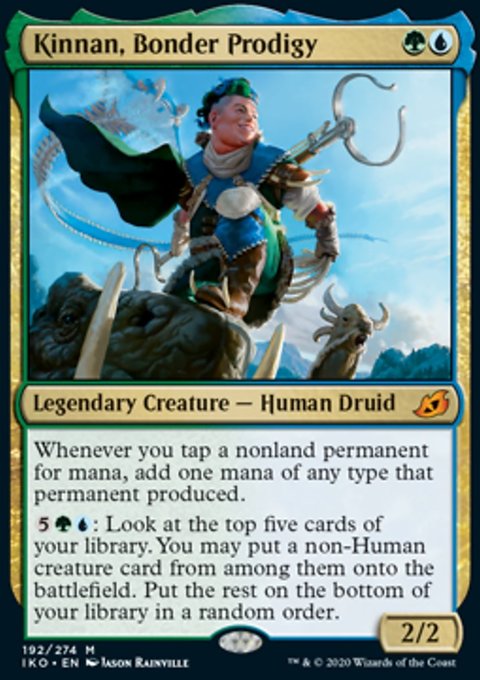 Kinnan, Bonder Prodigy
Legendary Creature — Human Druid
Whenever you tap a nonland permanent
for mana, add one mana of any type that
permanent produced.
5: Look at the top five cards of
your library. You may put a non-Human
creature card from among them onto the
battlefield. Put the rest on the bottom of
your library in a random order.
2/2
192/274 M
IKO • EN Jason Rainville
™ & © 2020 Wizards of the Coast